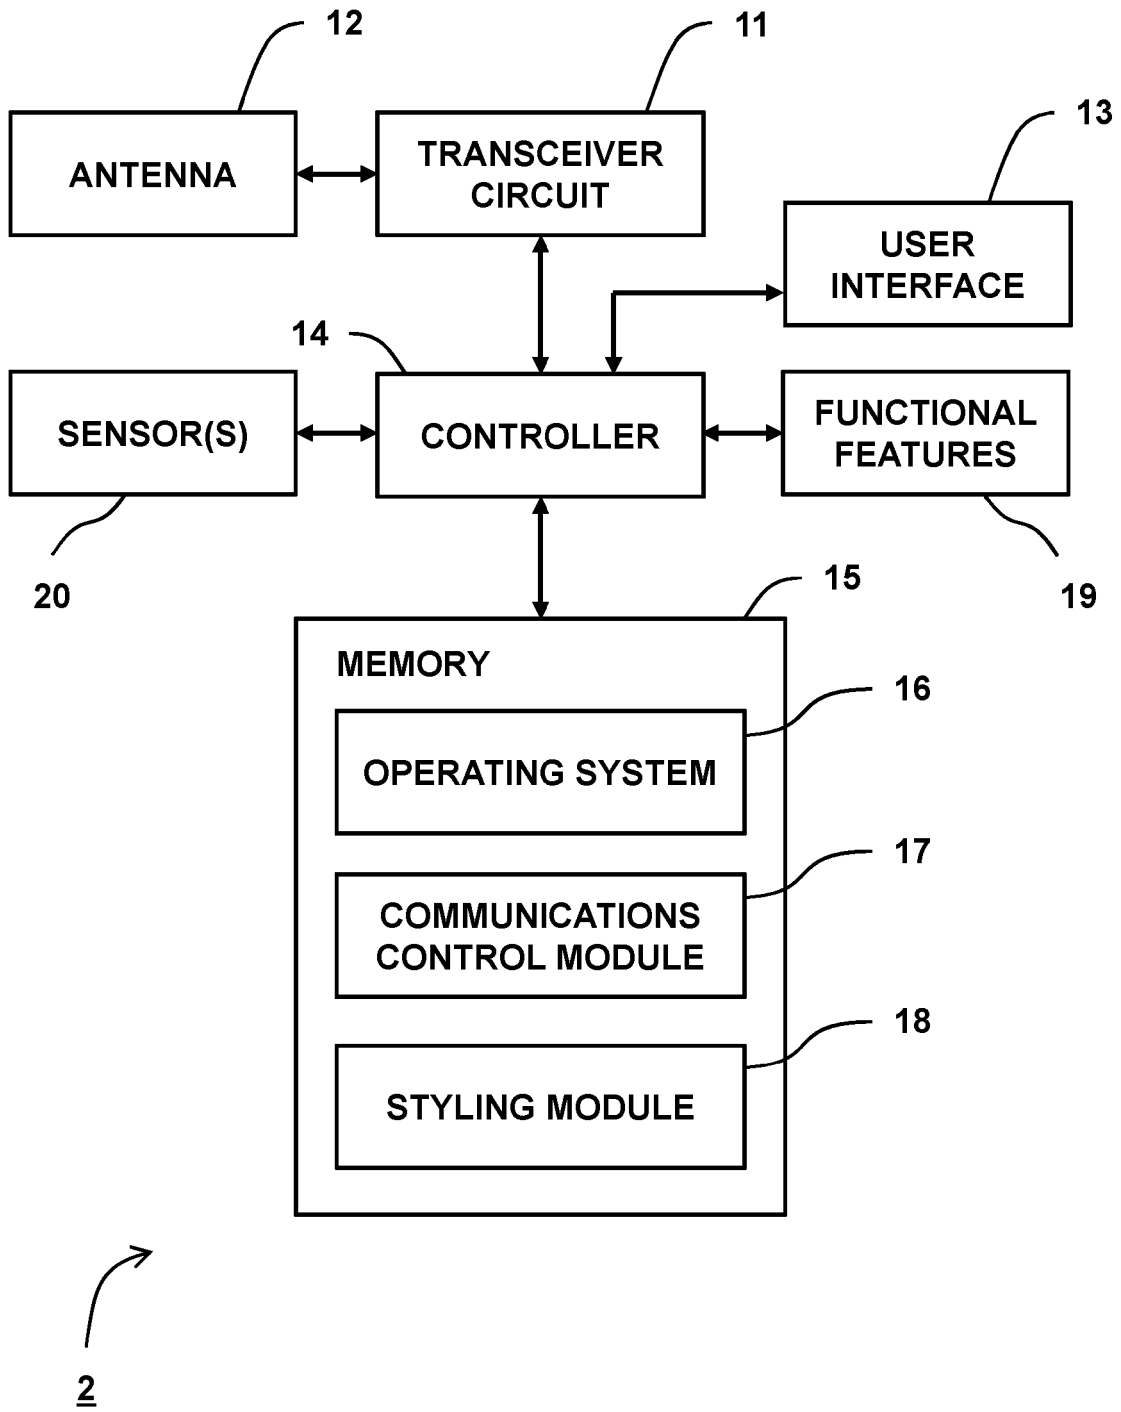 12
11
ANTENNA
TRANSCEIVER
CIRCUIT
13
USER
INTERFACE
14
SENSOR(S)
CONTROLLER
FUNCTIONAL
FEATURES
20
19
15
MEMORY
16
OPERATING SYSTEM
17
COMMUNICATIONS
CONTROL MODULE
18
STYLING MODULE
2